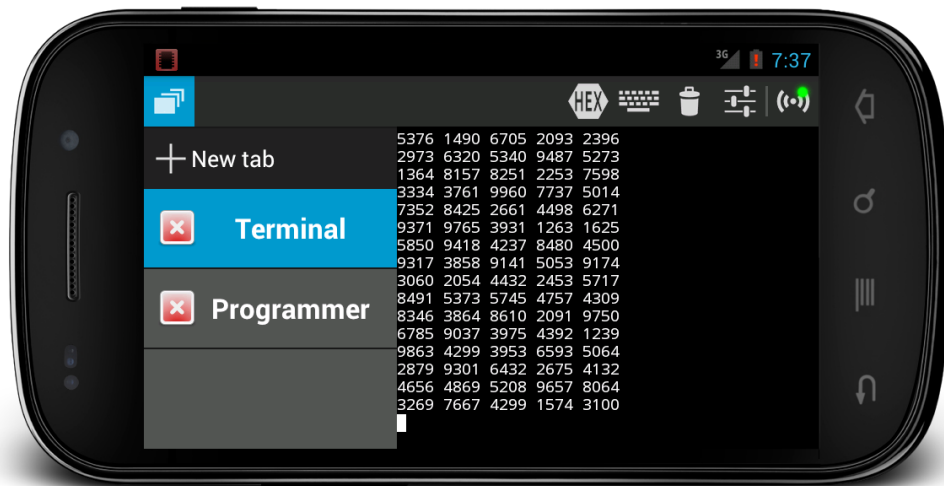 3G 7:37
HEX
New tab
Terminal
Programmer
5376 1490 6705 2093 2396
2973 6320 5340 9487 5273
1364 8157 8251 2253 7598
3334 3761 9960 7737 5014
7352 8425 2661 4498 6271
9371 9765 3931 1263 1625
5850 9418 4237 8480 4500
9317 3858 9141 5053 9174
3060 2054 4432 2453 5717
8491 5373 5745 4757 4309
8346 3864 8610 2091 9750
6785 9037 3975 4392 1239
9863 4299 3953 6593 5064
2879 9301 6432 2675 4132
4656 4869 5208 9657 8064
3269 7667 4299 1574 3100